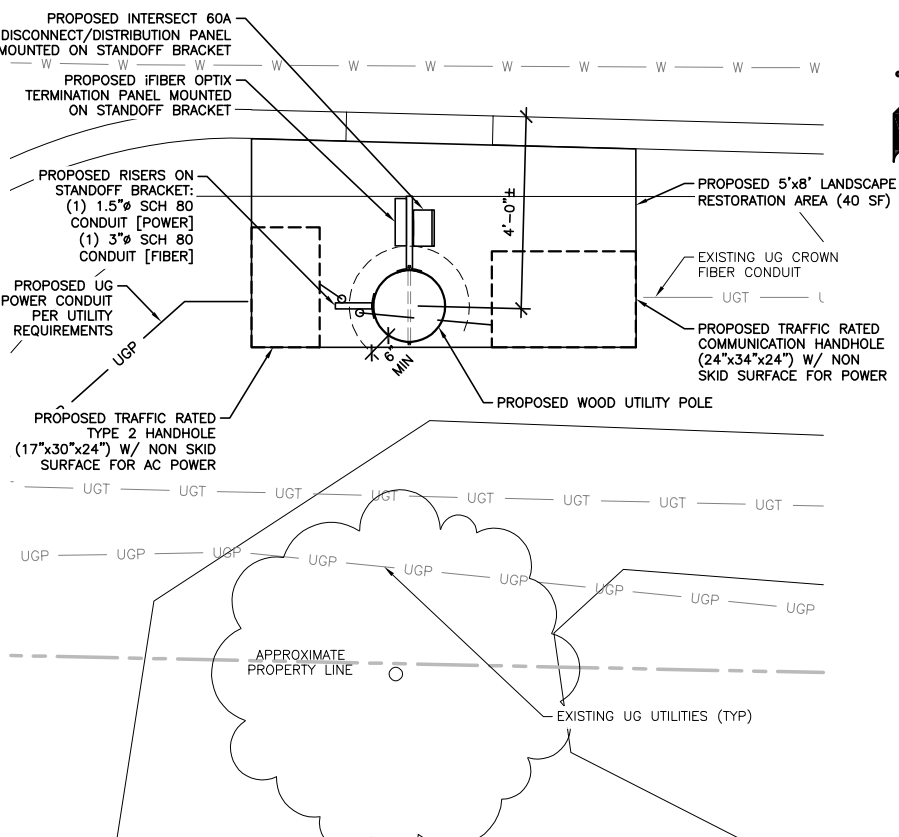 PROPOSED INTERSECT 60A
DISCONNECT/DISTRIBUTION PANEL
MOUNTED ON STANDOFF BRACKET
W W W W W W W W W W
PROPOSED iFIBER OPTIX
TERMINATION PANEL MOUNTED
ON STANDOFF BRACKET
PROPOSED RISERS ON
STANDOFF BRACKET:
(1) 1.5"ø SCH 80
CONDUIT [POWER]
(1) 3"ø SCH 80
CONDUIT [FIBER]
4'-0"±
PROPOSED 5'x8' LANDSCAPE
RESTORATION AREA (40 SF)
EXISTING UG CROWN
FIBER CONDUIT
UGT
PROPOSED UG
POWER CONDUIT
PER UTILITY
REQUIREMENTS
UGP
6"
MIN
PROPOSED TRAFFIC RATED
COMMUNICATION HANDHOLE
(24"x34"x24") W/ NON
SKID SURFACE FOR POWER
PROPOSED WOOD UTILITY POLE
PROPOSED TRAFFIC RATED
TYPE 2 HANDHOLE
(17"x30"x24") W/ NON SKID
SURFACE FOR AC POWER
UGT UGT UGT UGT UGT UGT UGT UGT
UGP UGP UGP UGP UGP UGP UGP UGP UGP
APPROXIMATE
PROPERTY LINE
EXISTING UG UTILITIES (TYP)